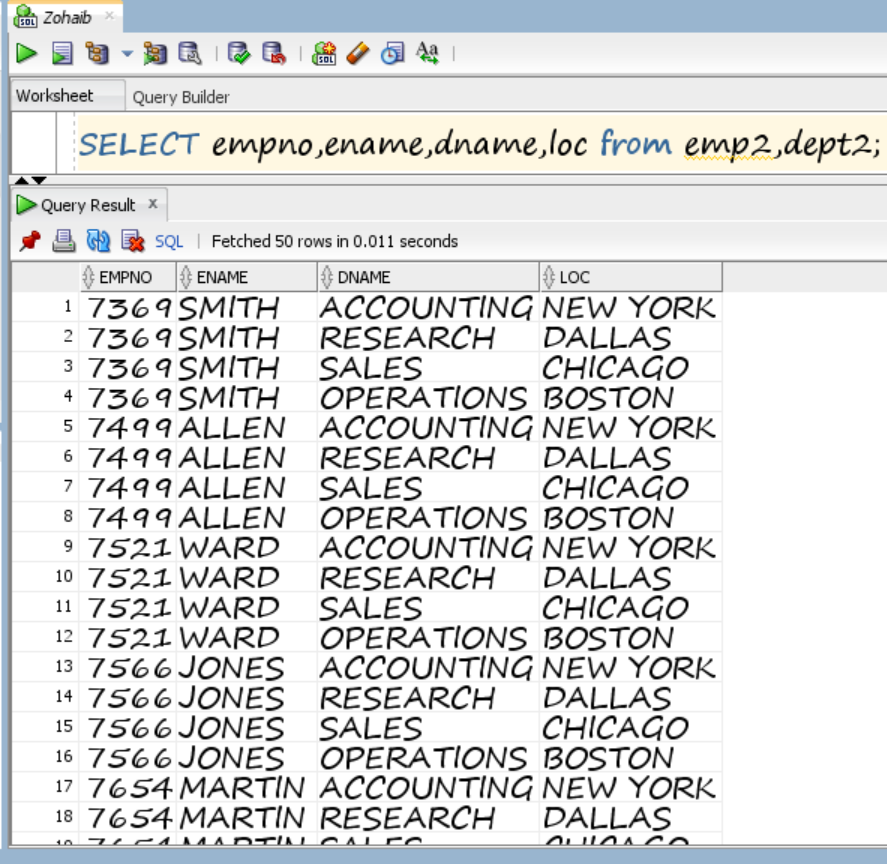 Zohaib
Worksheet Query Builder
SELECT empno,ename,dname,loc from emp2,dept2;
Query Result
SQL | Fetched 50 rows in 0.011 seconds
EMPNO ENAME DNAME LOC
1 7369 SMITH ACCOUNTING NEW YORK
2 7369 SMITH RESEARCH DALLAS
3 7369 SMITH SALES CHICAGO
4 7369 SMITH OPERATIONS BOSTON
5 7499 ALLEN ACCOUNTING NEW YORK
6 7499 ALLEN RESEARCH DALLAS
7 7499 ALLEN SALES CHICAGO
8 7499 ALLEN OPERATIONS BOSTON
9 7521 WARD ACCOUNTING NEW YORK
10 7521 WARD RESEARCH DALLAS
11 7521 WARD SALES CHICAGO
12 7521 WARD OPERATIONS BOSTON
13 7566 JONES ACCOUNTING NEW YORK
14 7566 JONES RESEARCH DALLAS
15 7566 JONES SALES CHICAGO
16 7566 JONES OPERATIONS BOSTON
17 7654 MARTIN ACCOUNTING NEW YORK
18 7654 MARTIN RESEARCH DALLAS
19 7654 MARTIN SALES CHICAGO